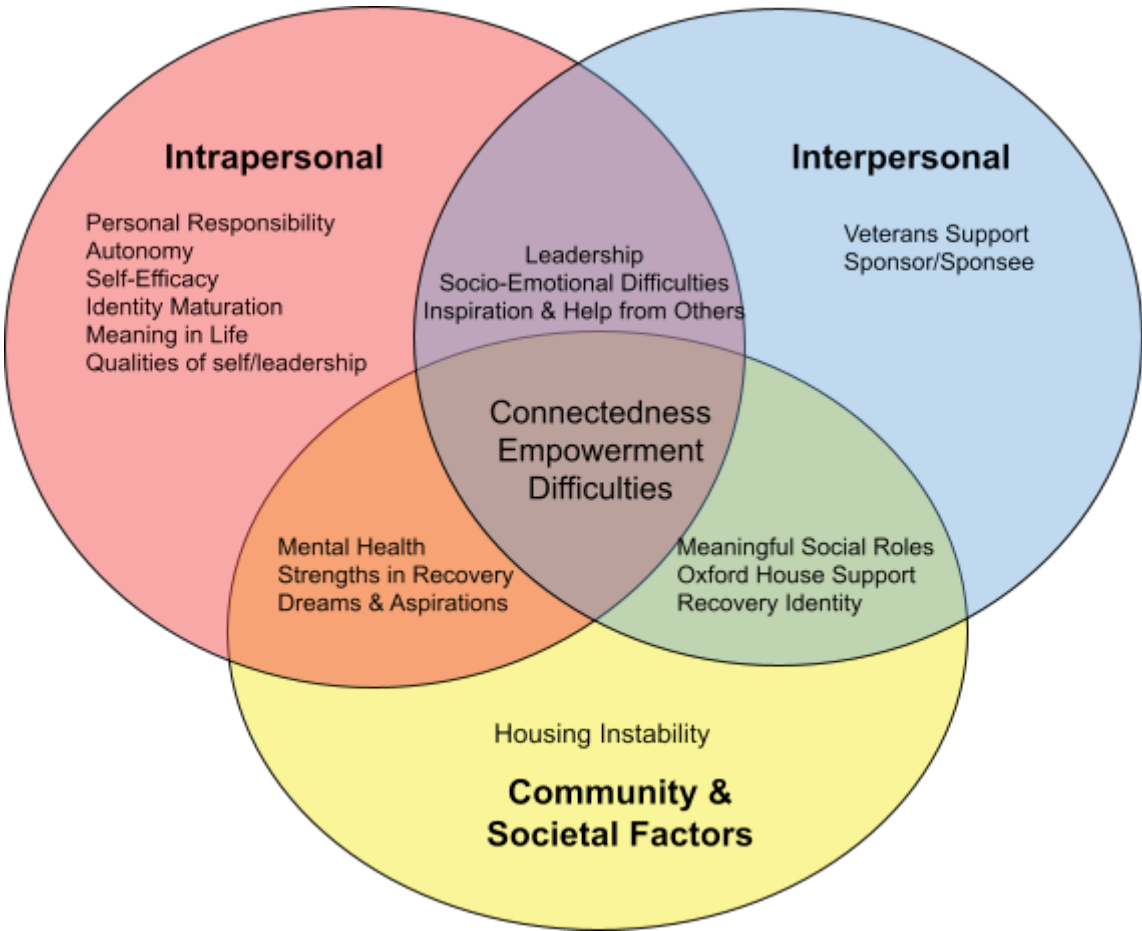 Intrapersonal
Personal Responsibility
Autonomy
Self-Efficacy
Identity Maturation
Meaning in Life
Qualities of self/leadership
Interpersonal
Veterans Support
Sponsor/Sponsee
Leadership
Socio-Emotional Difficulties
Inspiration & Help from Others
Connectedness
Empowerment
Difficulties
Mental Health
Strengths in Recovery
Dreams & Aspirations
Meaningful Social Roles
Oxford House Support
Recovery Identity
Housing Instability
Community &
Societal Factors